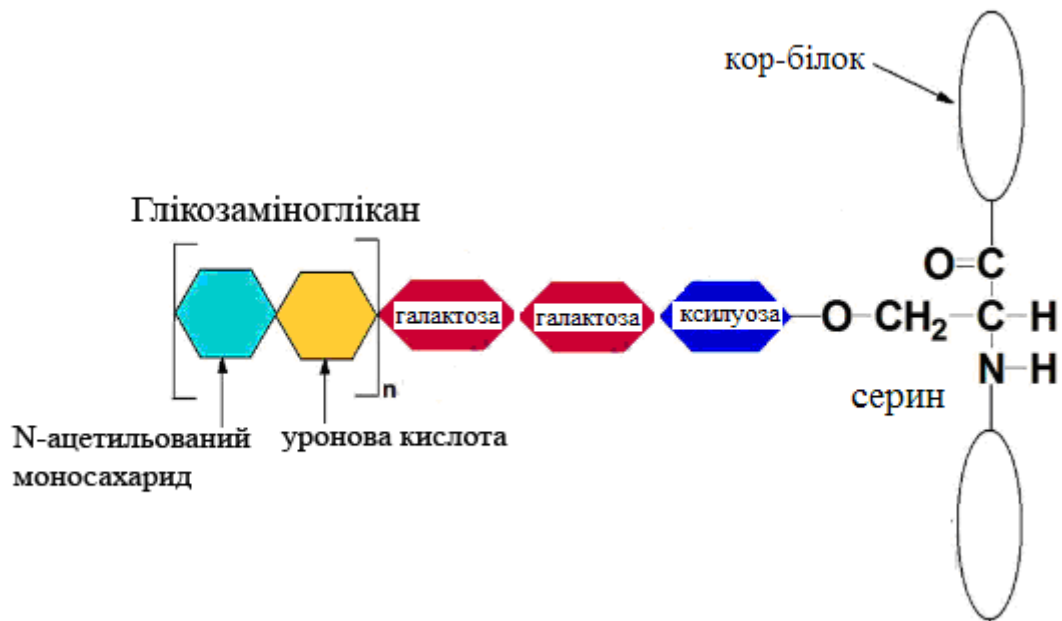 кор-білок
Глікозаміноглікан
O=C
галактоза галактоза ксилуоза O CH₂ C H
n
N H
серин
N-ацетильований
моносахарид
уронова кислота